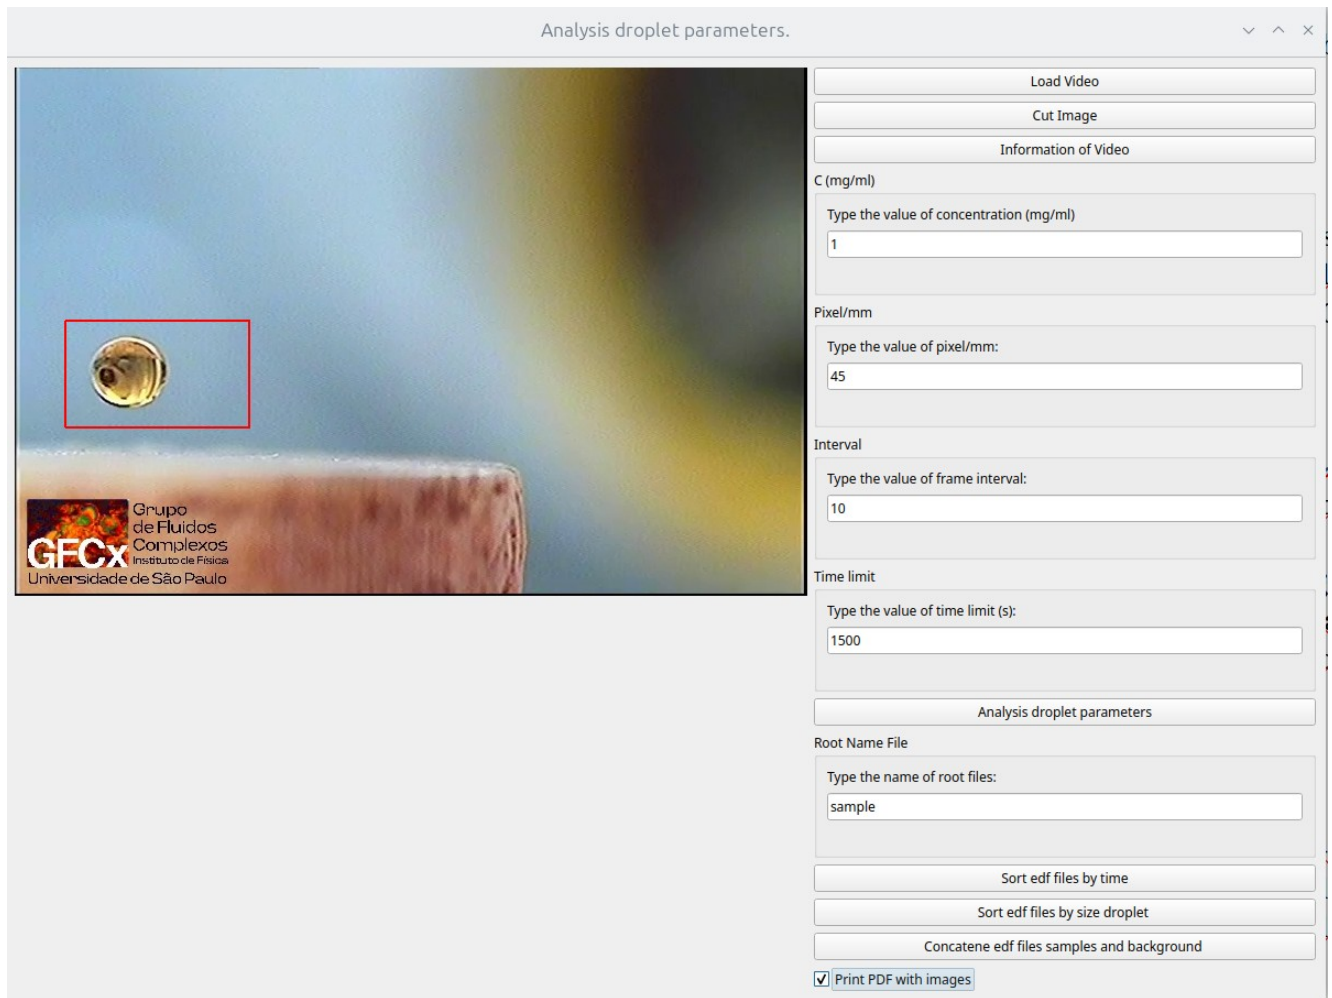 Analysis droplet parameters.
Load Video
Cut Image
Information of Video
C (mg/ml)
Type the value of concentration (mg/ml)
1
Pixel/mm
Type the value of pixel/mm:
45
Interval
Type the value of frame interval:
10
Time limit
Type the value of time limit (s):
1500
Analysis droplet parameters
Root Name File
Type the name of root files:
sample
Sort edf files by time
Sort edf files by size droplet
Concatene edf files samples and background
Print PDF with images
Grupo
de Fluidos
Complexos
Instituto de Física
GFCx
Universidade de São Paulo